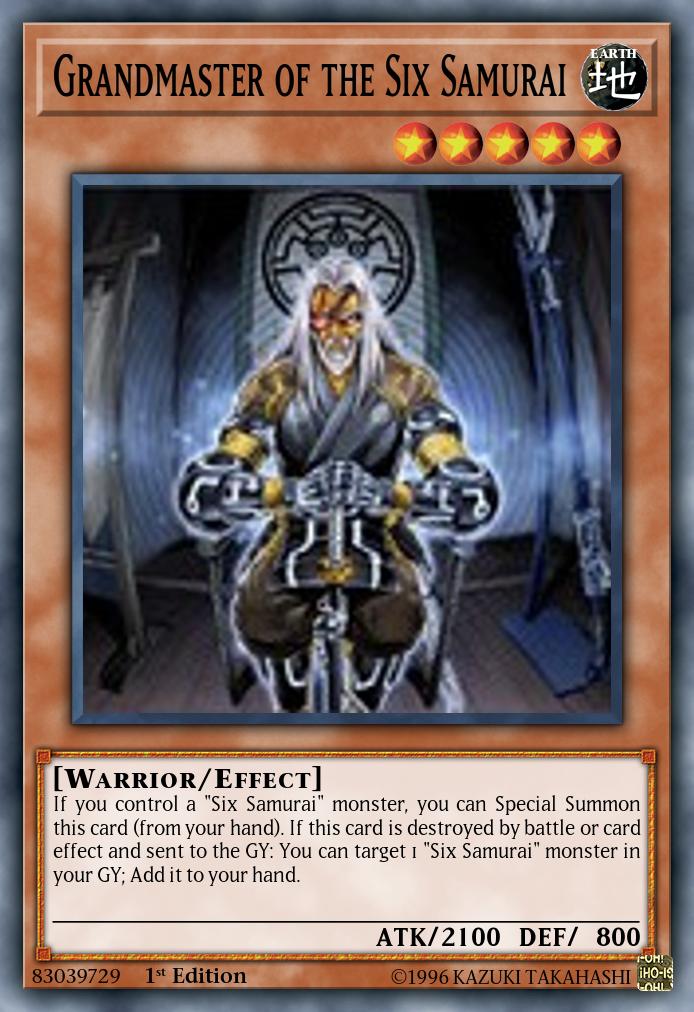 Grandmaster of the Six Samurai
EARTH
地
[Warrior/Effect]
If you control a "Six Samurai" monster, you can Special Summon
this card (from your hand). If this card is destroyed by battle or card
effect and sent to the GY: You can target 1 "Six Samurai" monster in
your GY; Add it to your hand.
ATK/2100 DEF/ 800
83039729 1st Edition ©1996 KAZUKI TAKAHASHI